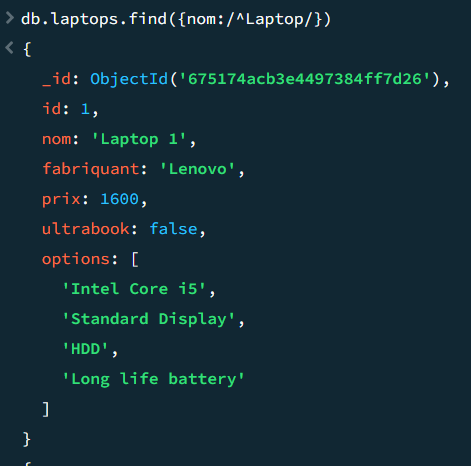 > db.laptops.find({nom:/^Laptop/})
< {
_id: ObjectId('675174acb3e4497384ff7d26'),
id: 1,
nom: 'Laptop 1',
fabriquant: 'Lenovo',
prix: 1600,
ultrabook: false,
options: [
'Intel Core i5',
'Standard Display',
'HDD',
'Long life battery'
]
}
{